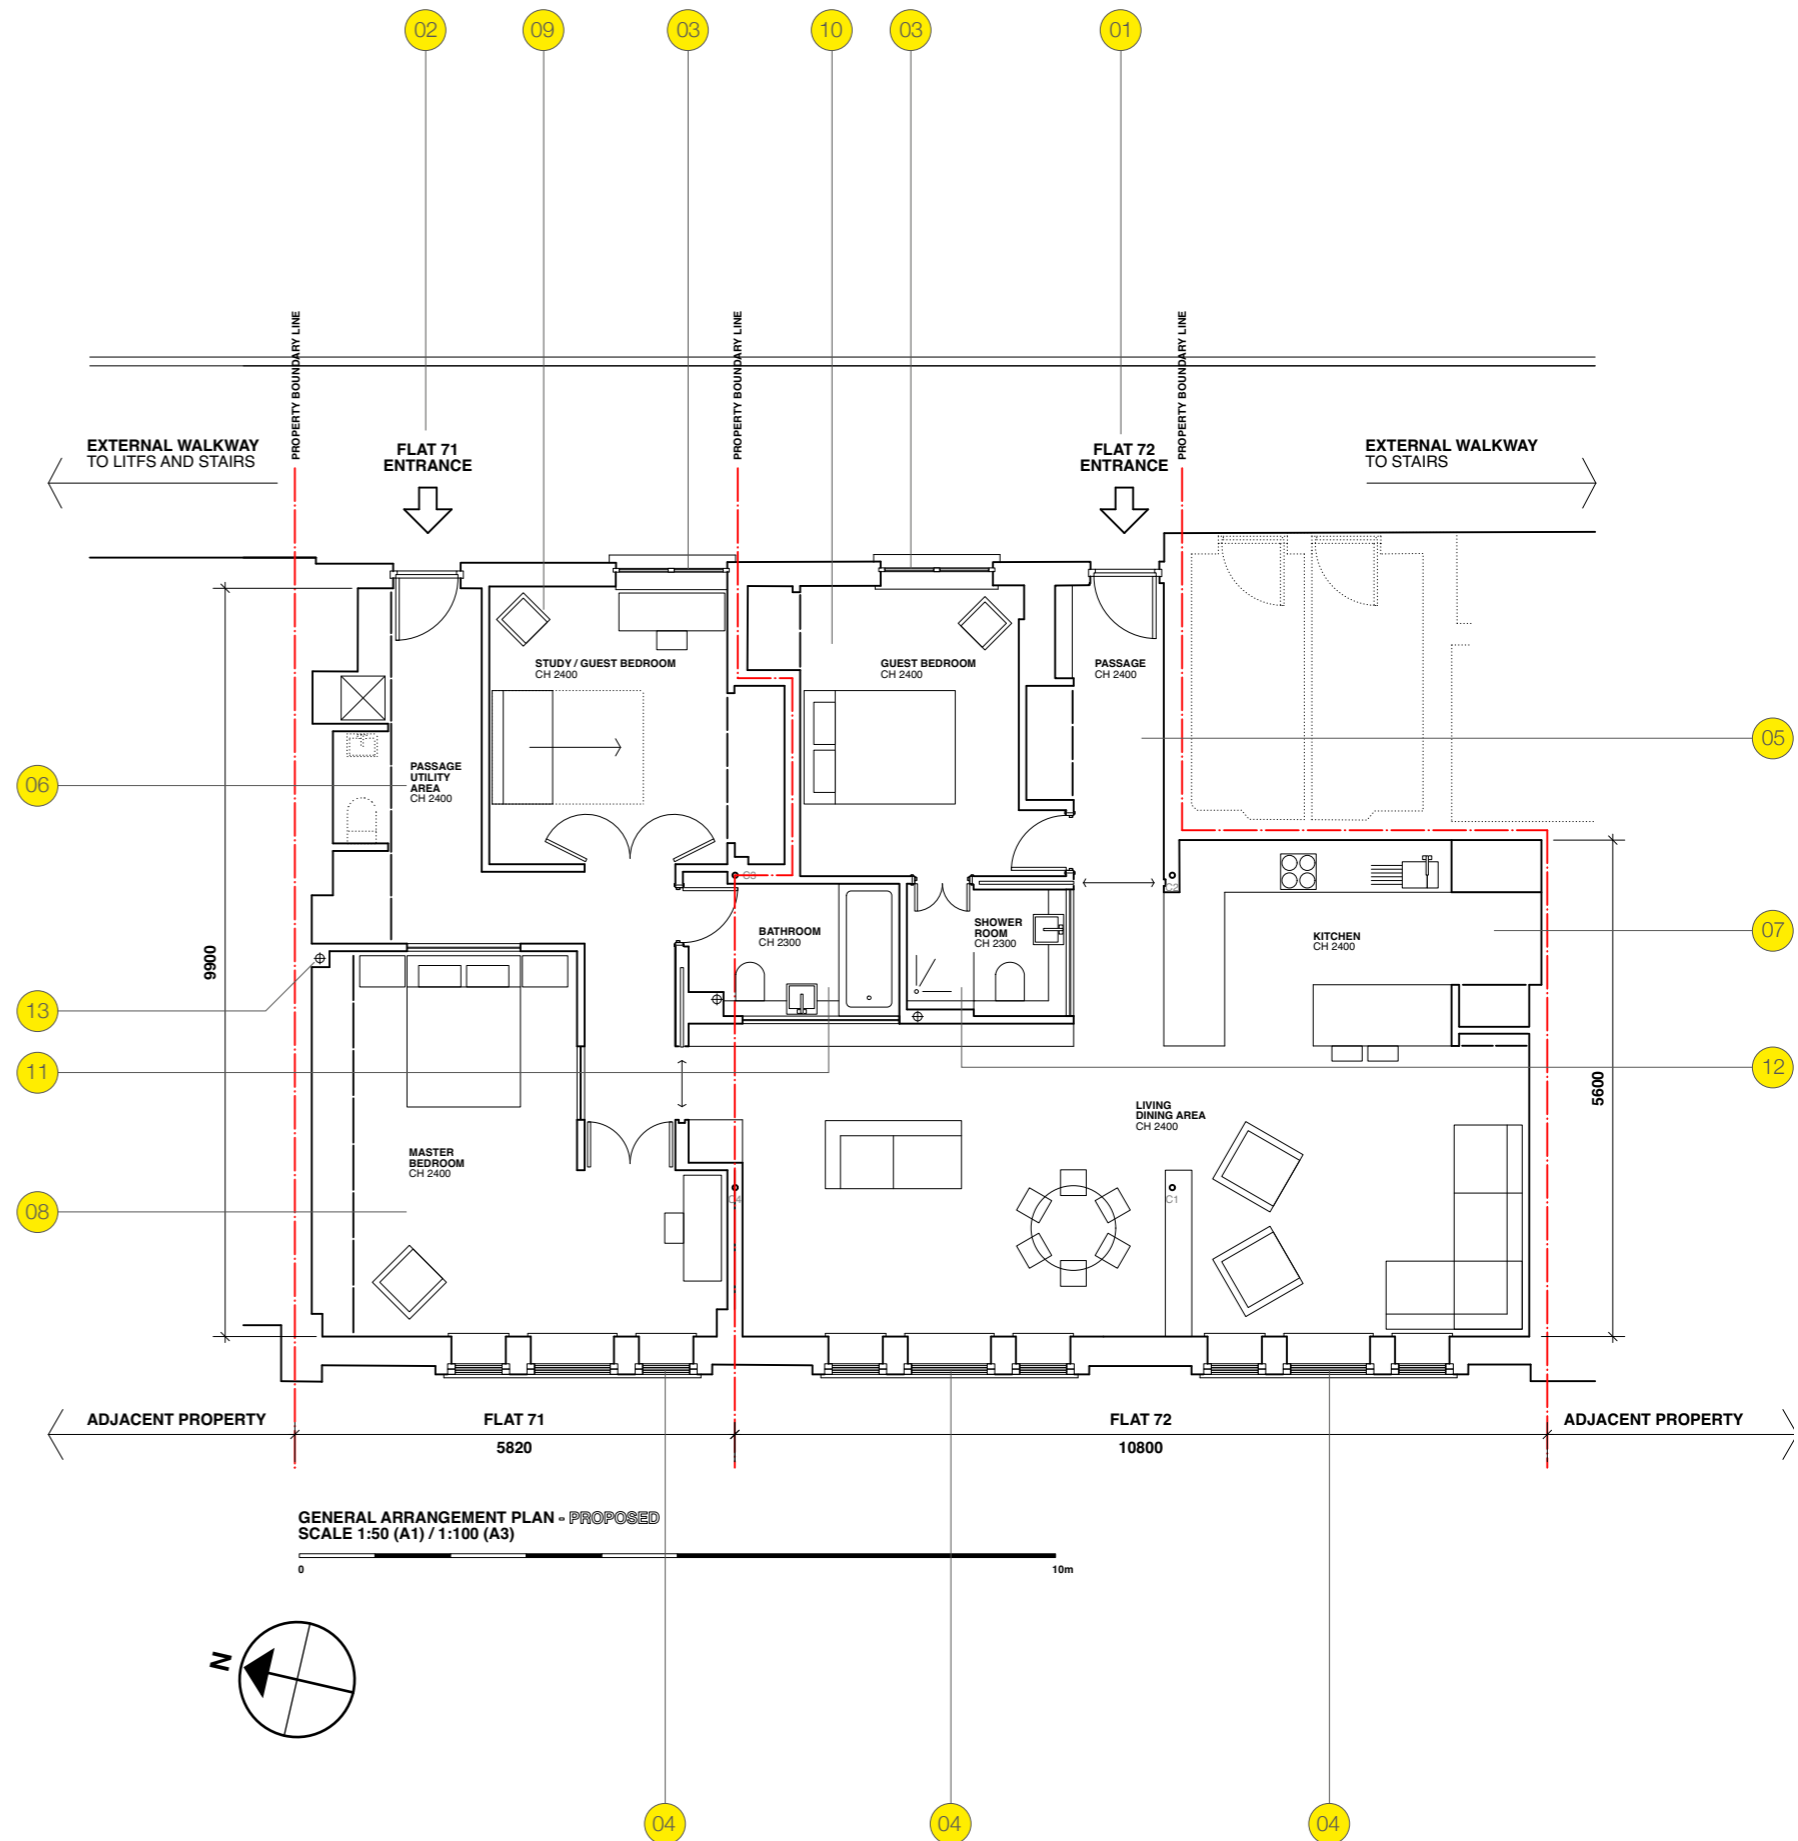 02
09
03
10
03
01
PROPERTY BOUNDARY LINE
PROPERTY BOUNDARY LINE
PROPERTY BOUNDARY LINE
EXTERNAL WALKWAY
TO LITFS AND STAIRS
FLAT 71
ENTRANCE
FLAT 72
ENTRANCE
EXTERNAL WALKWAY
TO STAIRS
STUDY / GUEST BEDROOM
CH 2400
GUEST BEDROOM
CH 2400
PASSAGE
CH 2400
05
06
PASSAGE
UTILITY
AREA
CH 2400
C3
C2
BATHROOM
CH 2300
SHOWER
ROOM
CH 2300
KITCHEN
CH 2400
07
9900
13
11
12
5600
LIVING
DINING AREA
CH 2400
MASTER
BEDROOM
CH 2400
08
C4
C1
ADJACENT PROPERTY
FLAT 71
5820
FLAT 72
10800
ADJACENT PROPERTY
GENERAL ARRANGEMENT PLAN - PROPOSED
SCALE 1:50 (A1) / 1:100 (A3)
0
10m
N
04
04
04